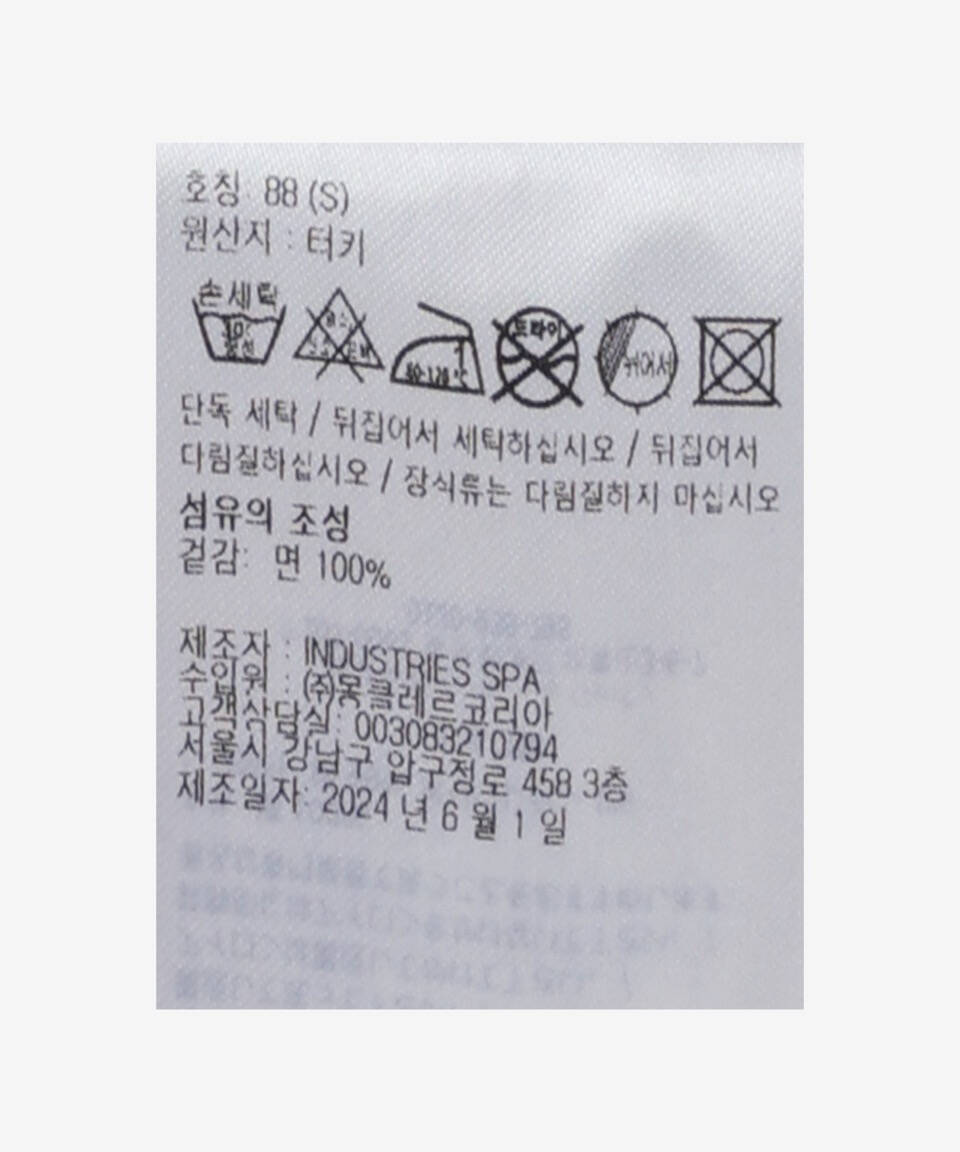 호칭: 88 (S)
원산지 : 터키
손세탁
30℃
중성
드라이
뉘어서
80-120℃
단독 세탁 / 뒤집어서 세탁하십시오 / 뒤집어서
다림질하십시오 / 장식류는 다림질하지 마십시오
섬유의 조성
겉감: 면 100%
제조자 : INDUSTRIES SPA
수입원 : ㈜몽클레르코리아
고객상담실: 003083210794
서울시 강남구 압구정로 458 3층
제조일자: 2024 년 6 월 1 일